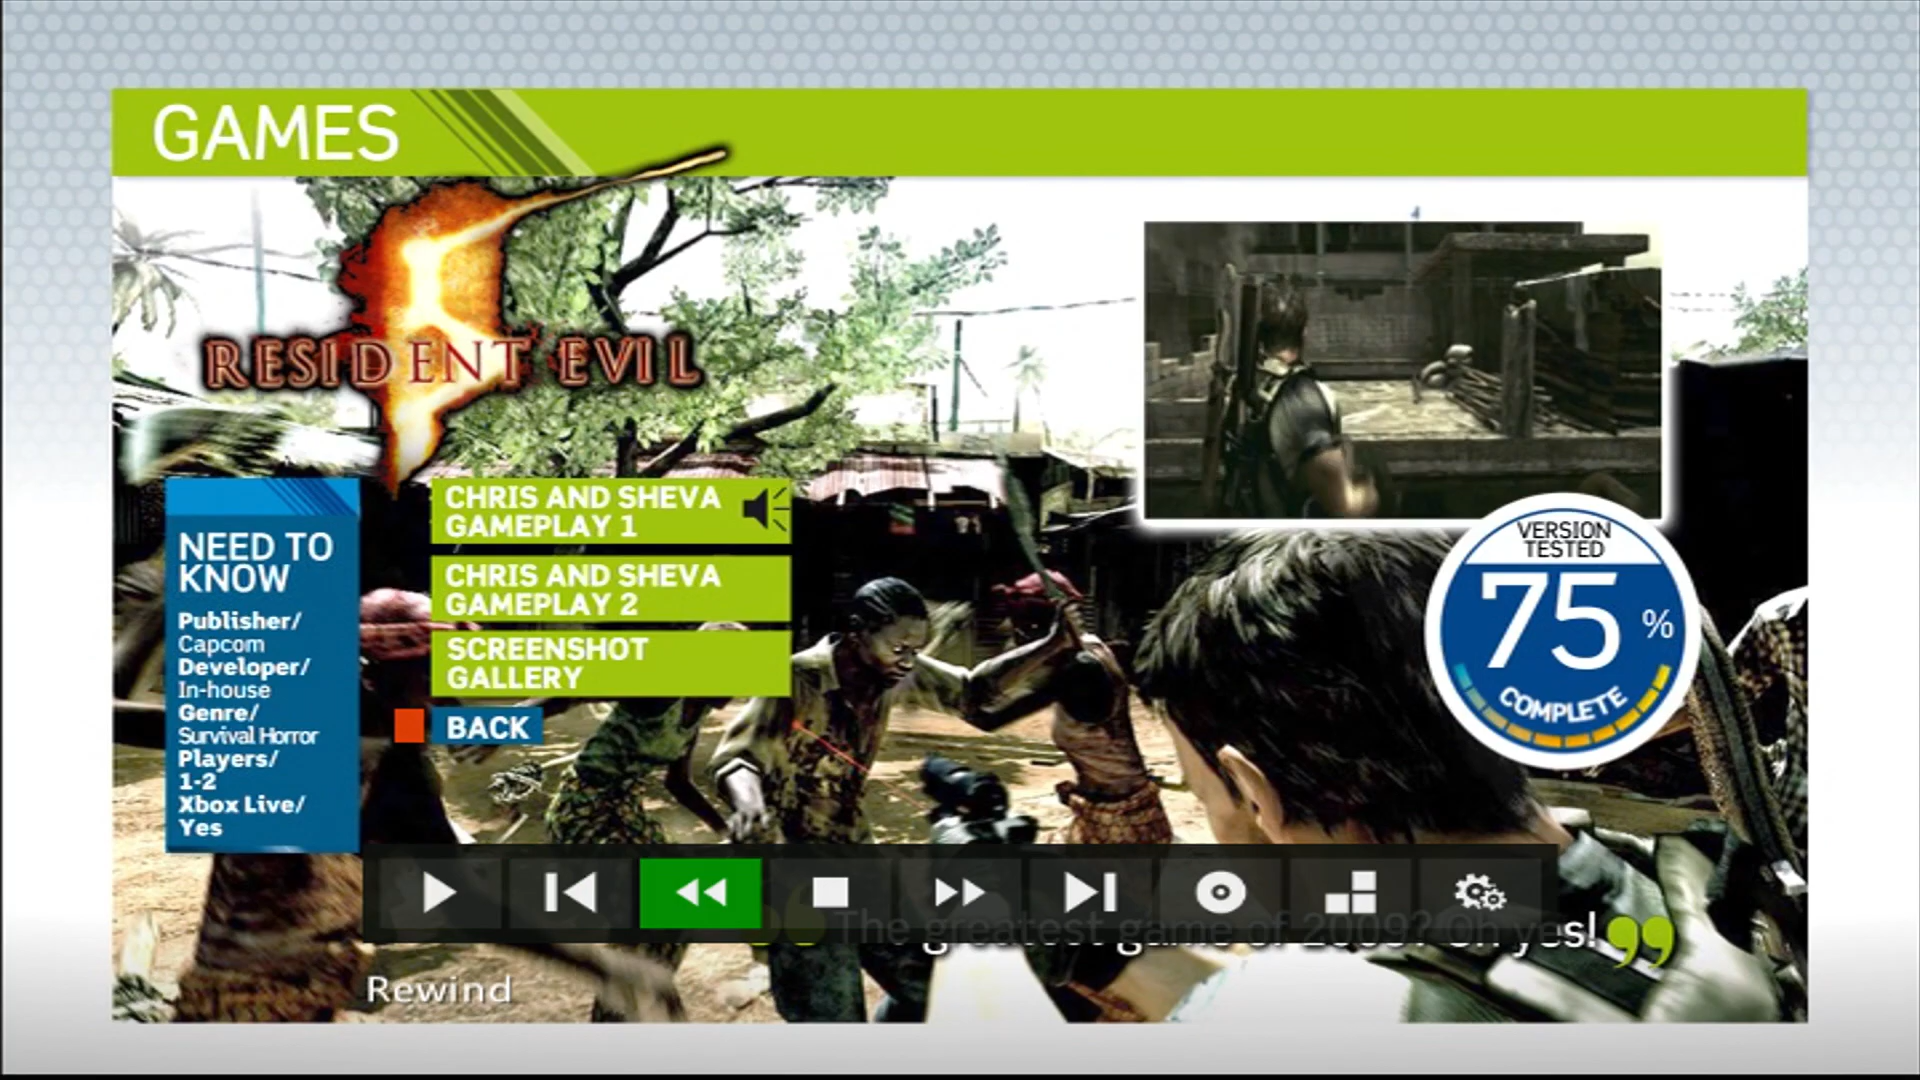 GAMES
RESIDENT EVIL
5
NEED TO
KNOW
Publisher/
Capcom
Developer/
In-house
Genre/
Survival Horror
Players/
1-2
Xbox Live/
Yes
CHRIS AND SHEVA
GAMEPLAY 1
CHRIS AND SHEVA
GAMEPLAY 2
SCREENSHOT
GALLERY
BACK
VERSION
TESTED
75%
COMPLETE
“The greatest game of 2009? Oh yes!”
Rewind